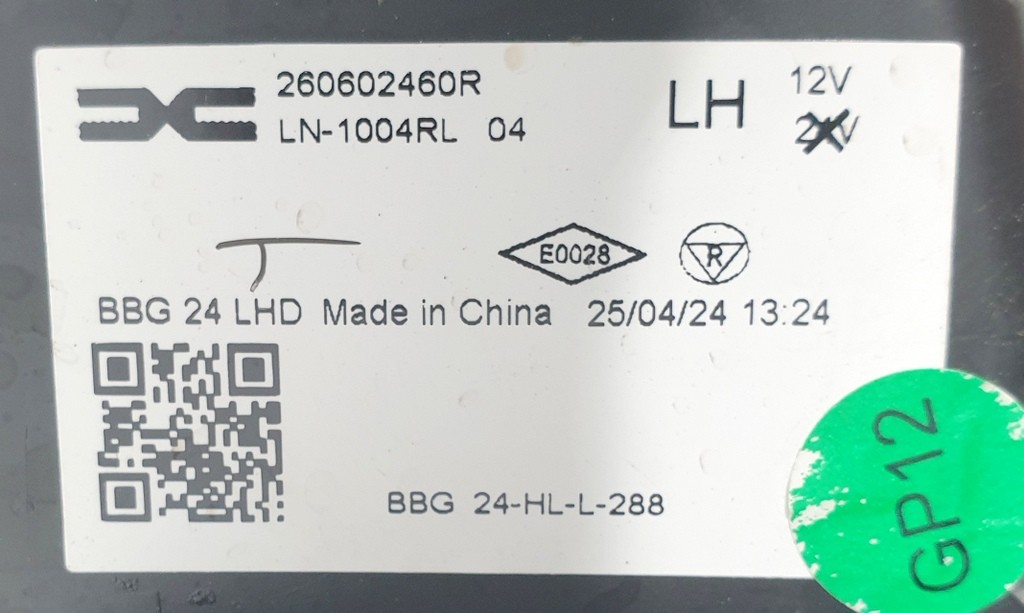 260602460R
LN-1004RL 04
LH
12V
24V
E0028
R
BBG 24 LHD Made in China 25/04/24 13:24
BBG 24-HL-L-288
GP12